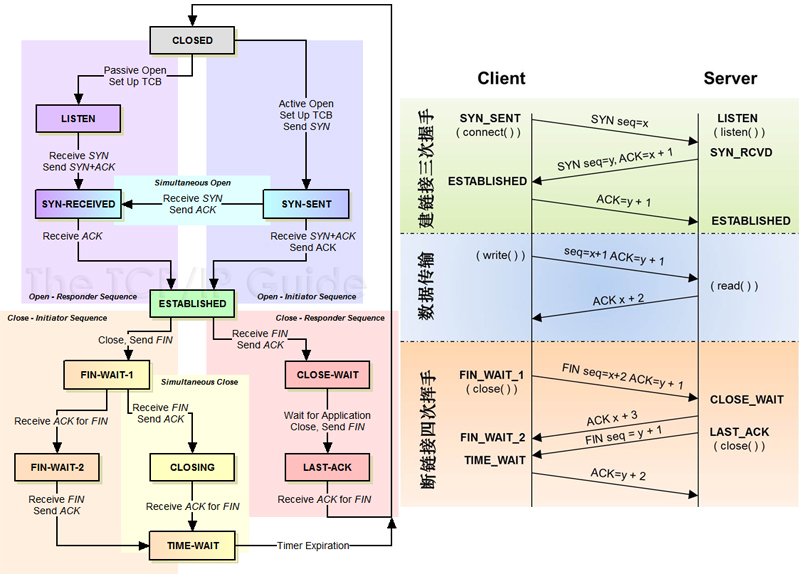 CLOSED
Passive Open
Set Up TCB
LISTEN
Active Open
Set Up TCB
Send SYN
Receive SYN
Send SYN+ACK
Simultaneous Open
SYN-RECEIVED
Receive SYN
Send ACK
SYN-SENT
Receive ACK
Receive SYN+ACK
Send ACK
The TCP/IP Guide
Open - Responder Sequence
ESTABLISHED
Open - Initiator Sequence
Close - Initiator Sequence
Close - Responder Sequence
Close, Send FIN
Receive FIN
Send ACK
FIN-WAIT-1
Simultaneous Close
CLOSE-WAIT
Receive ACK for FIN
Receive FIN
Send ACK
Wait for Application
Close, Send FIN
FIN-WAIT-2
CLOSING
LAST-ACK
Receive FIN
Send ACK
Receive ACK for FIN
Receive ACK for FIN
TIME-WAIT
Timer Expiration
Client
Server
建链接三次握手
SYN_SENT
(connect())
SYN seq=x
LISTEN
(listen())
SYN_RCVD
SYN seq=y, ACK=x + 1
ESTABLISHED
ACK=y + 1
ESTABLISHED
数据传输
(write())
seq=x+1 ACK=y + 1
(read())
ACK x + 2
断链接四次挥手
FIN_WAIT_1
(close())
FIN seq=x+2 ACK=y + 1
CLOSE_WAIT
ACK x + 3
FIN_WAIT_2
FIN seq = y + 1
LAST_ACK
(close())
TIME_WAIT
ACK=y + 2